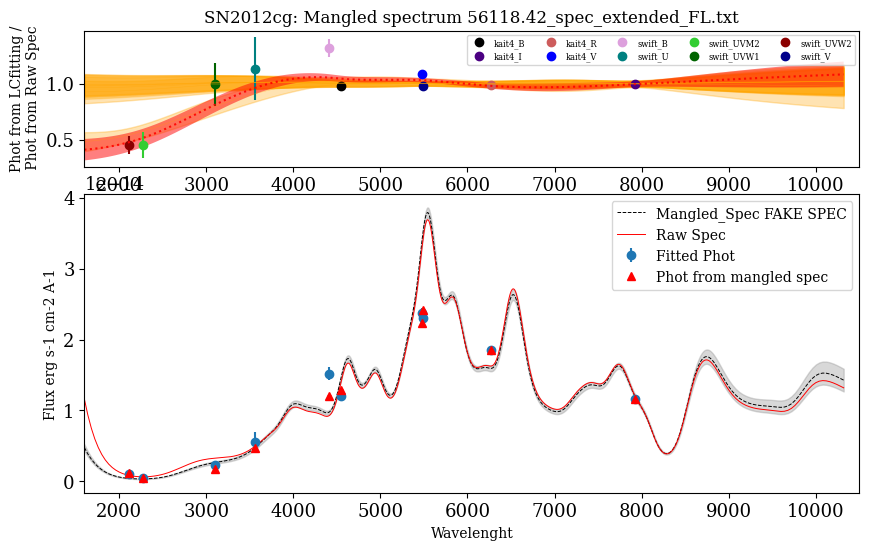 SN2012cg: Mangled spectrum 56118.42_spec_extended_FL.txt
Phot from LCfitting /
Phot from Raw Spec
1.0
0.5
kait4_B kait4_R swift_B swift_UVM2 swift_UVW2
kait4_I kait4_V swift_U swift_UVW1 swift_V
2000 3000 4000 5000 6000 7000 8000 9000 10000
1e−14
Flux erg s-1 cm-2 A-1
4
3
2
1
0
Mangled_Spec FAKE SPEC
Raw Spec
Fitted Phot
Phot from mangled spec
2000 3000 4000 5000 6000 7000 8000 9000 10000
Wavelenght